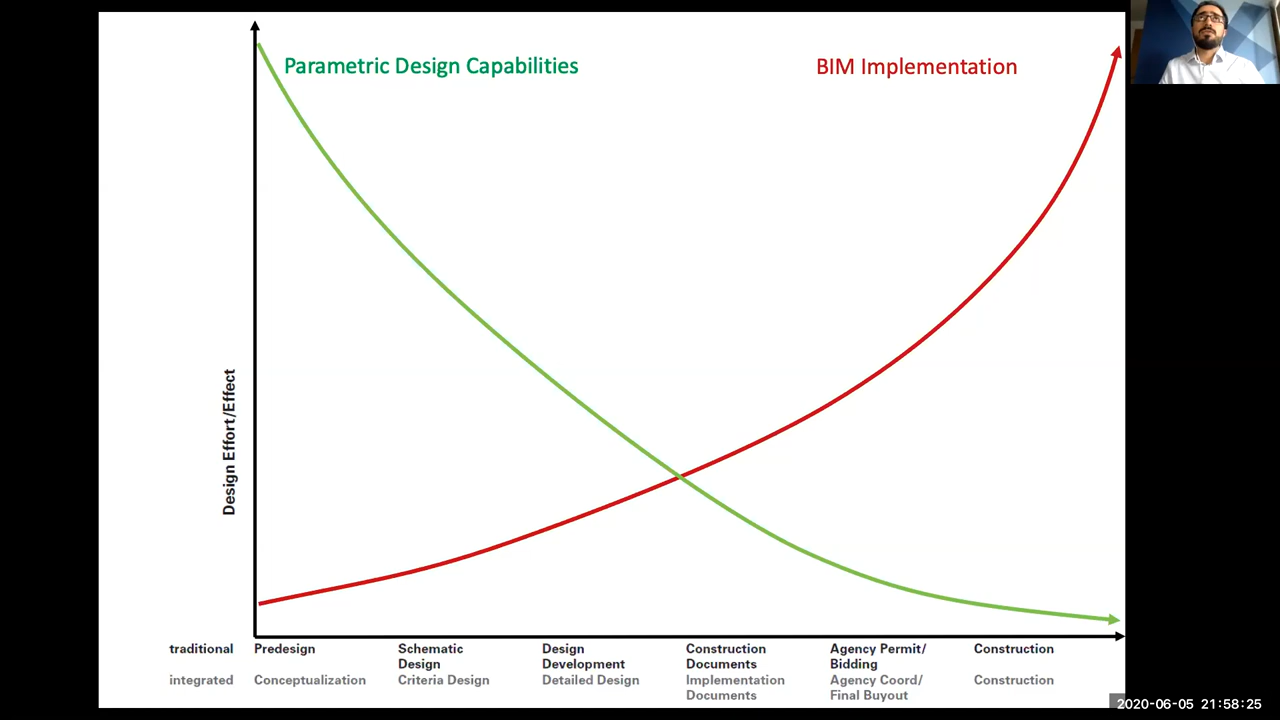 Parametric Design Capabilities
BIM Implementation
Design Effort/Effect
traditional
Predesign
Schematic
Design
Design
Development
Construction
Documents
Agency Permit/
Bidding
Construction
integrated
Conceptualization
Criteria Design
Detailed Design
Implementation
Documents
Agency Coord/
Final Buyout
Construction
2020-06-05 21:58:25